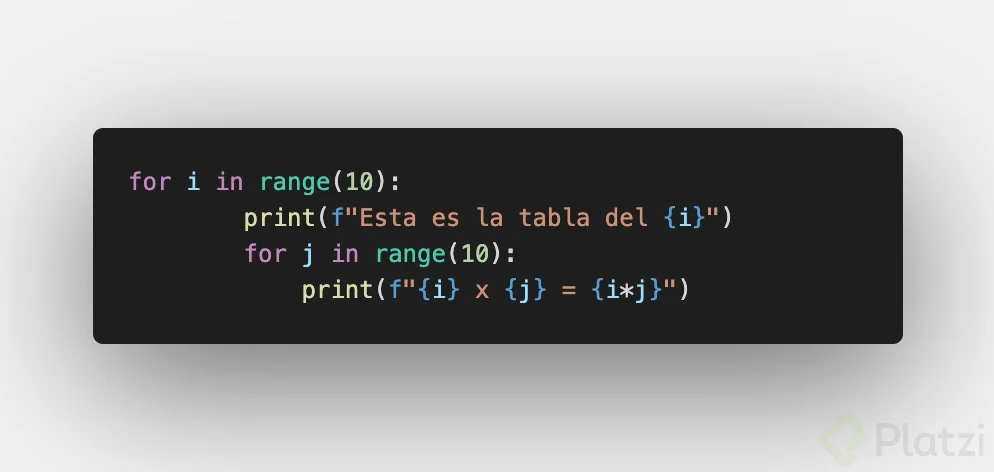 for i in range(10):
        print(f"Esta es la tabla del {i}")
        for j in range(10):
            print(f"{i} x {j} = {i*j}")
Platzi